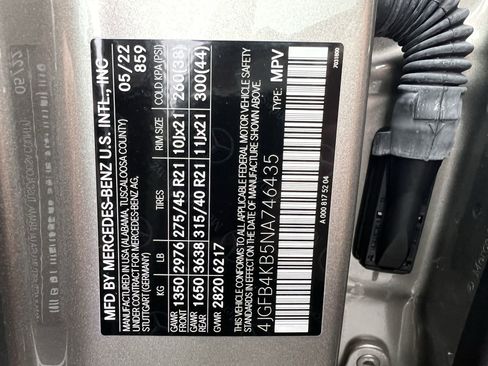 MFD BY MERCEDES-BENZ U.S. INTL., INC
MANUFACTURED IN USA (ALABAMA, TUSCALOOSA COUNTY)
UNDER CONTRACT FOR MERCEDES-BENZ AG,
STUTTGART (GERMANY)
05/22
859
KG LB TIRES RIM SIZE COLD KPA (PSI)
GAWR FRONT 1350 2976 275/45 R21 10Jx21 260(38)
GAWR REAR 1650 3638 315/40 R21 11Jx21 300(44)
GVWR 2820 6217
THIS VEHICLE CONFORMS TO ALL APPLICABLE FEDERAL MOTOR VEHICLE SAFETY
STANDARDS IN EFFECT ON THE DATE OF MANUFACTURE SHOWN ABOVE.
4JGFB4KB5NA746435 TYPE: MPV
A 000 817 52 04